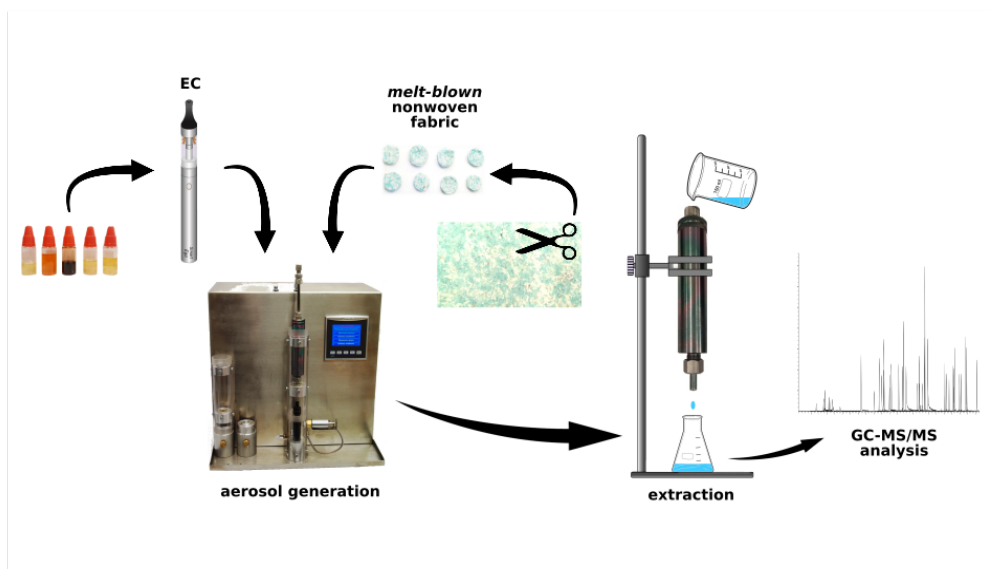 EC
melt-blown
nonwoven
fabric
aerosol generation
extraction
GC-MS/MS
analysis